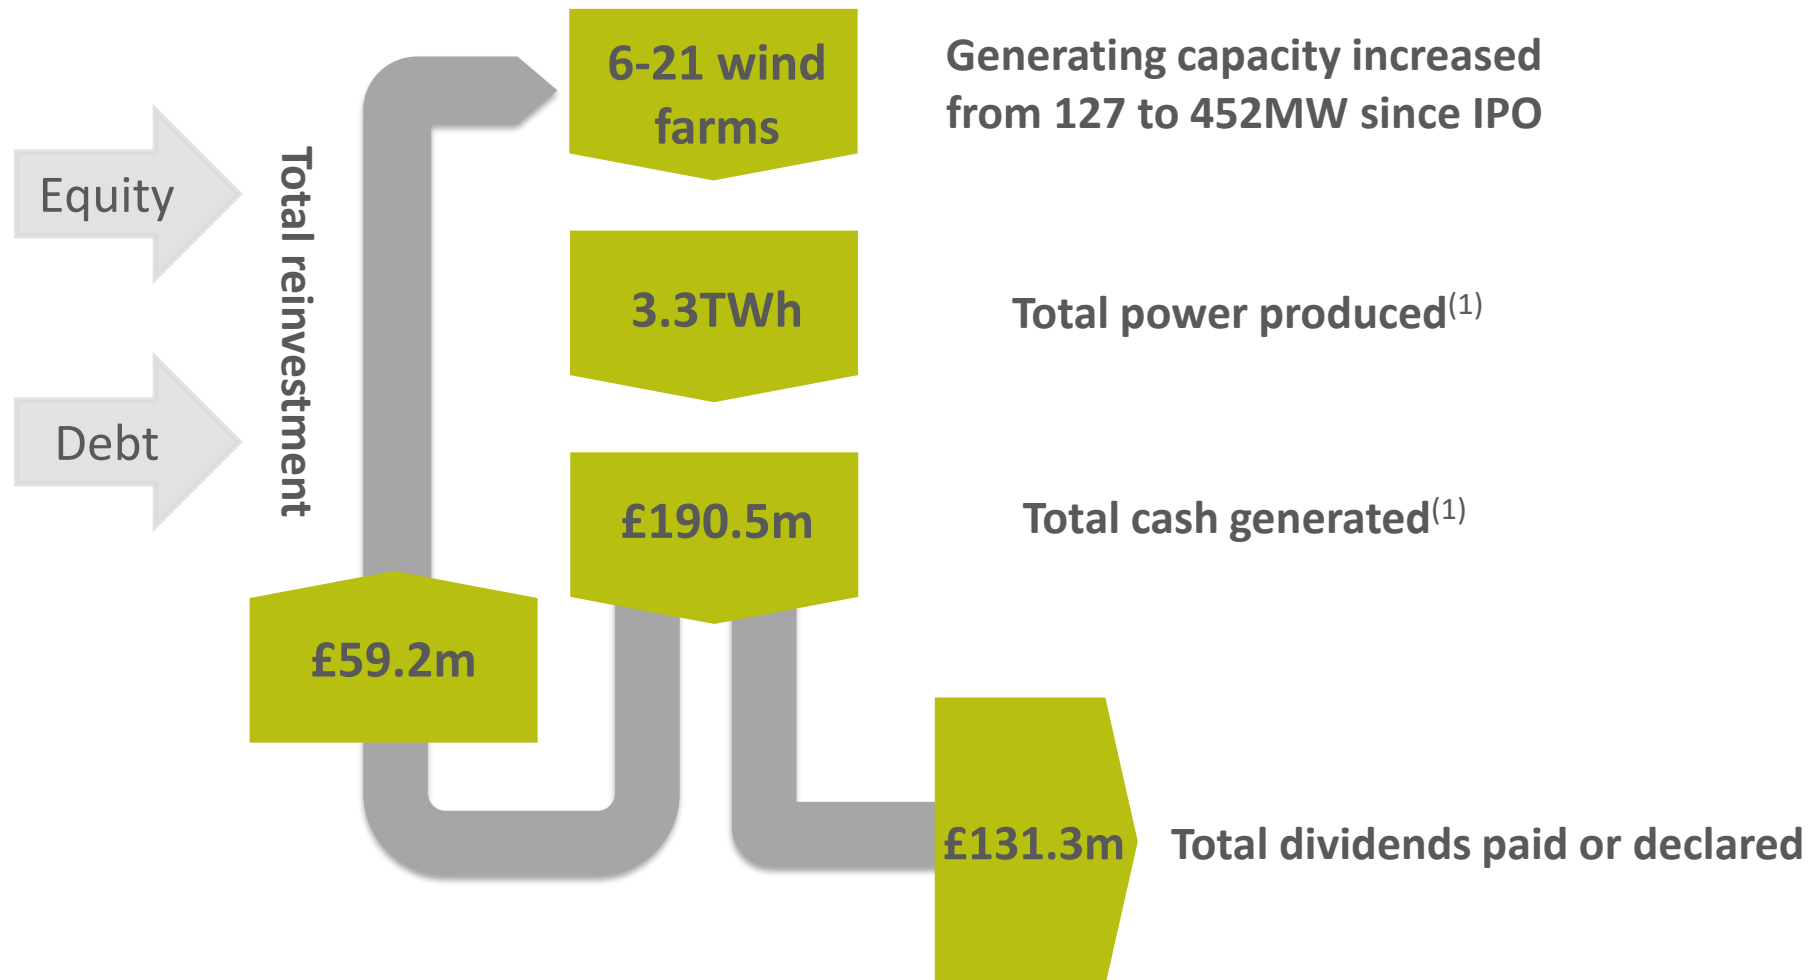 6-21 wind
farms
Generating capacity increased
from 127 to 452MW since IPO
Equity
Total reinvestment
3.3TWh
Total power produced(1)
Debt
£190.5m
Total cash generated(1)
£59.2m
£131.3m
Total dividends paid or declared